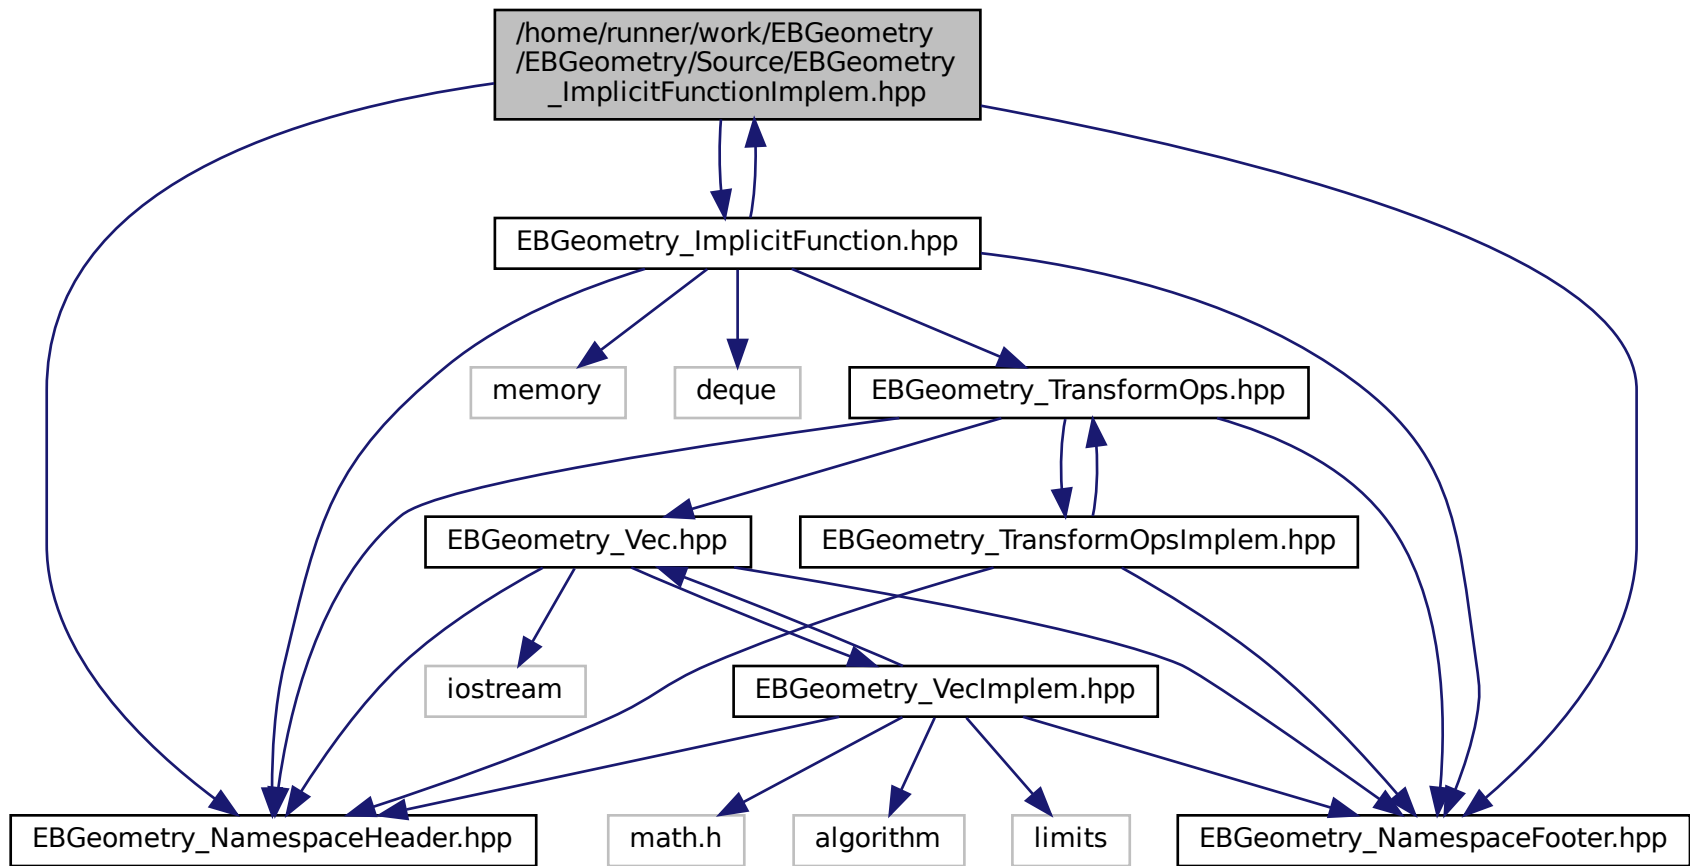 /home/runner/work/EBGeometry
/EBGeometry/Source/EBGeometry
_ImplicitFunctionImplem.hpp
EBGeometry_ImplicitFunction.hpp
memory
deque
EBGeometry_TransformOps.hpp
EBGeometry_Vec.hpp
EBGeometry_TransformOpsImplem.hpp
iostream
EBGeometry_VecImplem.hpp
EBGeometry_NamespaceHeader.hpp
math.h
algorithm
limits
EBGeometry_NamespaceFooter.hpp